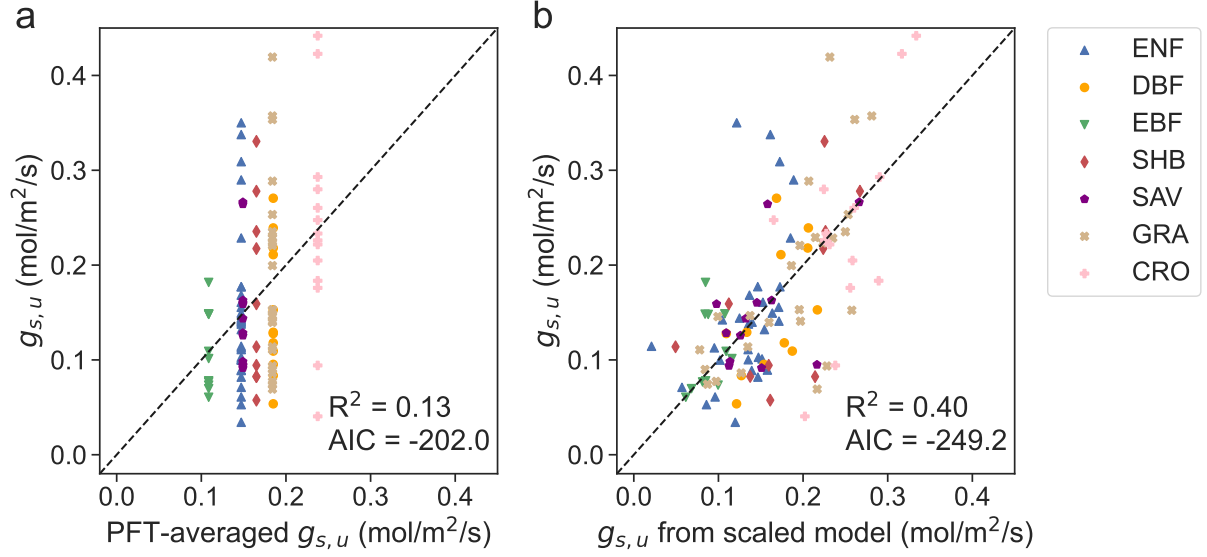 a
0.4
0.3
0.2
0.1
0.0
g_{s,u} (mol/m²/s)
R² = 0.13
AIC = -202.0
0.0 0.1 0.2 0.3 0.4
PFT-averaged g_{s,u} (mol/m²/s)
b
0.4
0.3
0.2
0.1
0.0
g_{s,u} (mol/m²/s)
R² = 0.40
AIC = -249.2
0.0 0.1 0.2 0.3 0.4
g_{s,u} from scaled model (mol/m²/s)
ENF
DBF
EBF
SHB
SAV
GRA
CRO